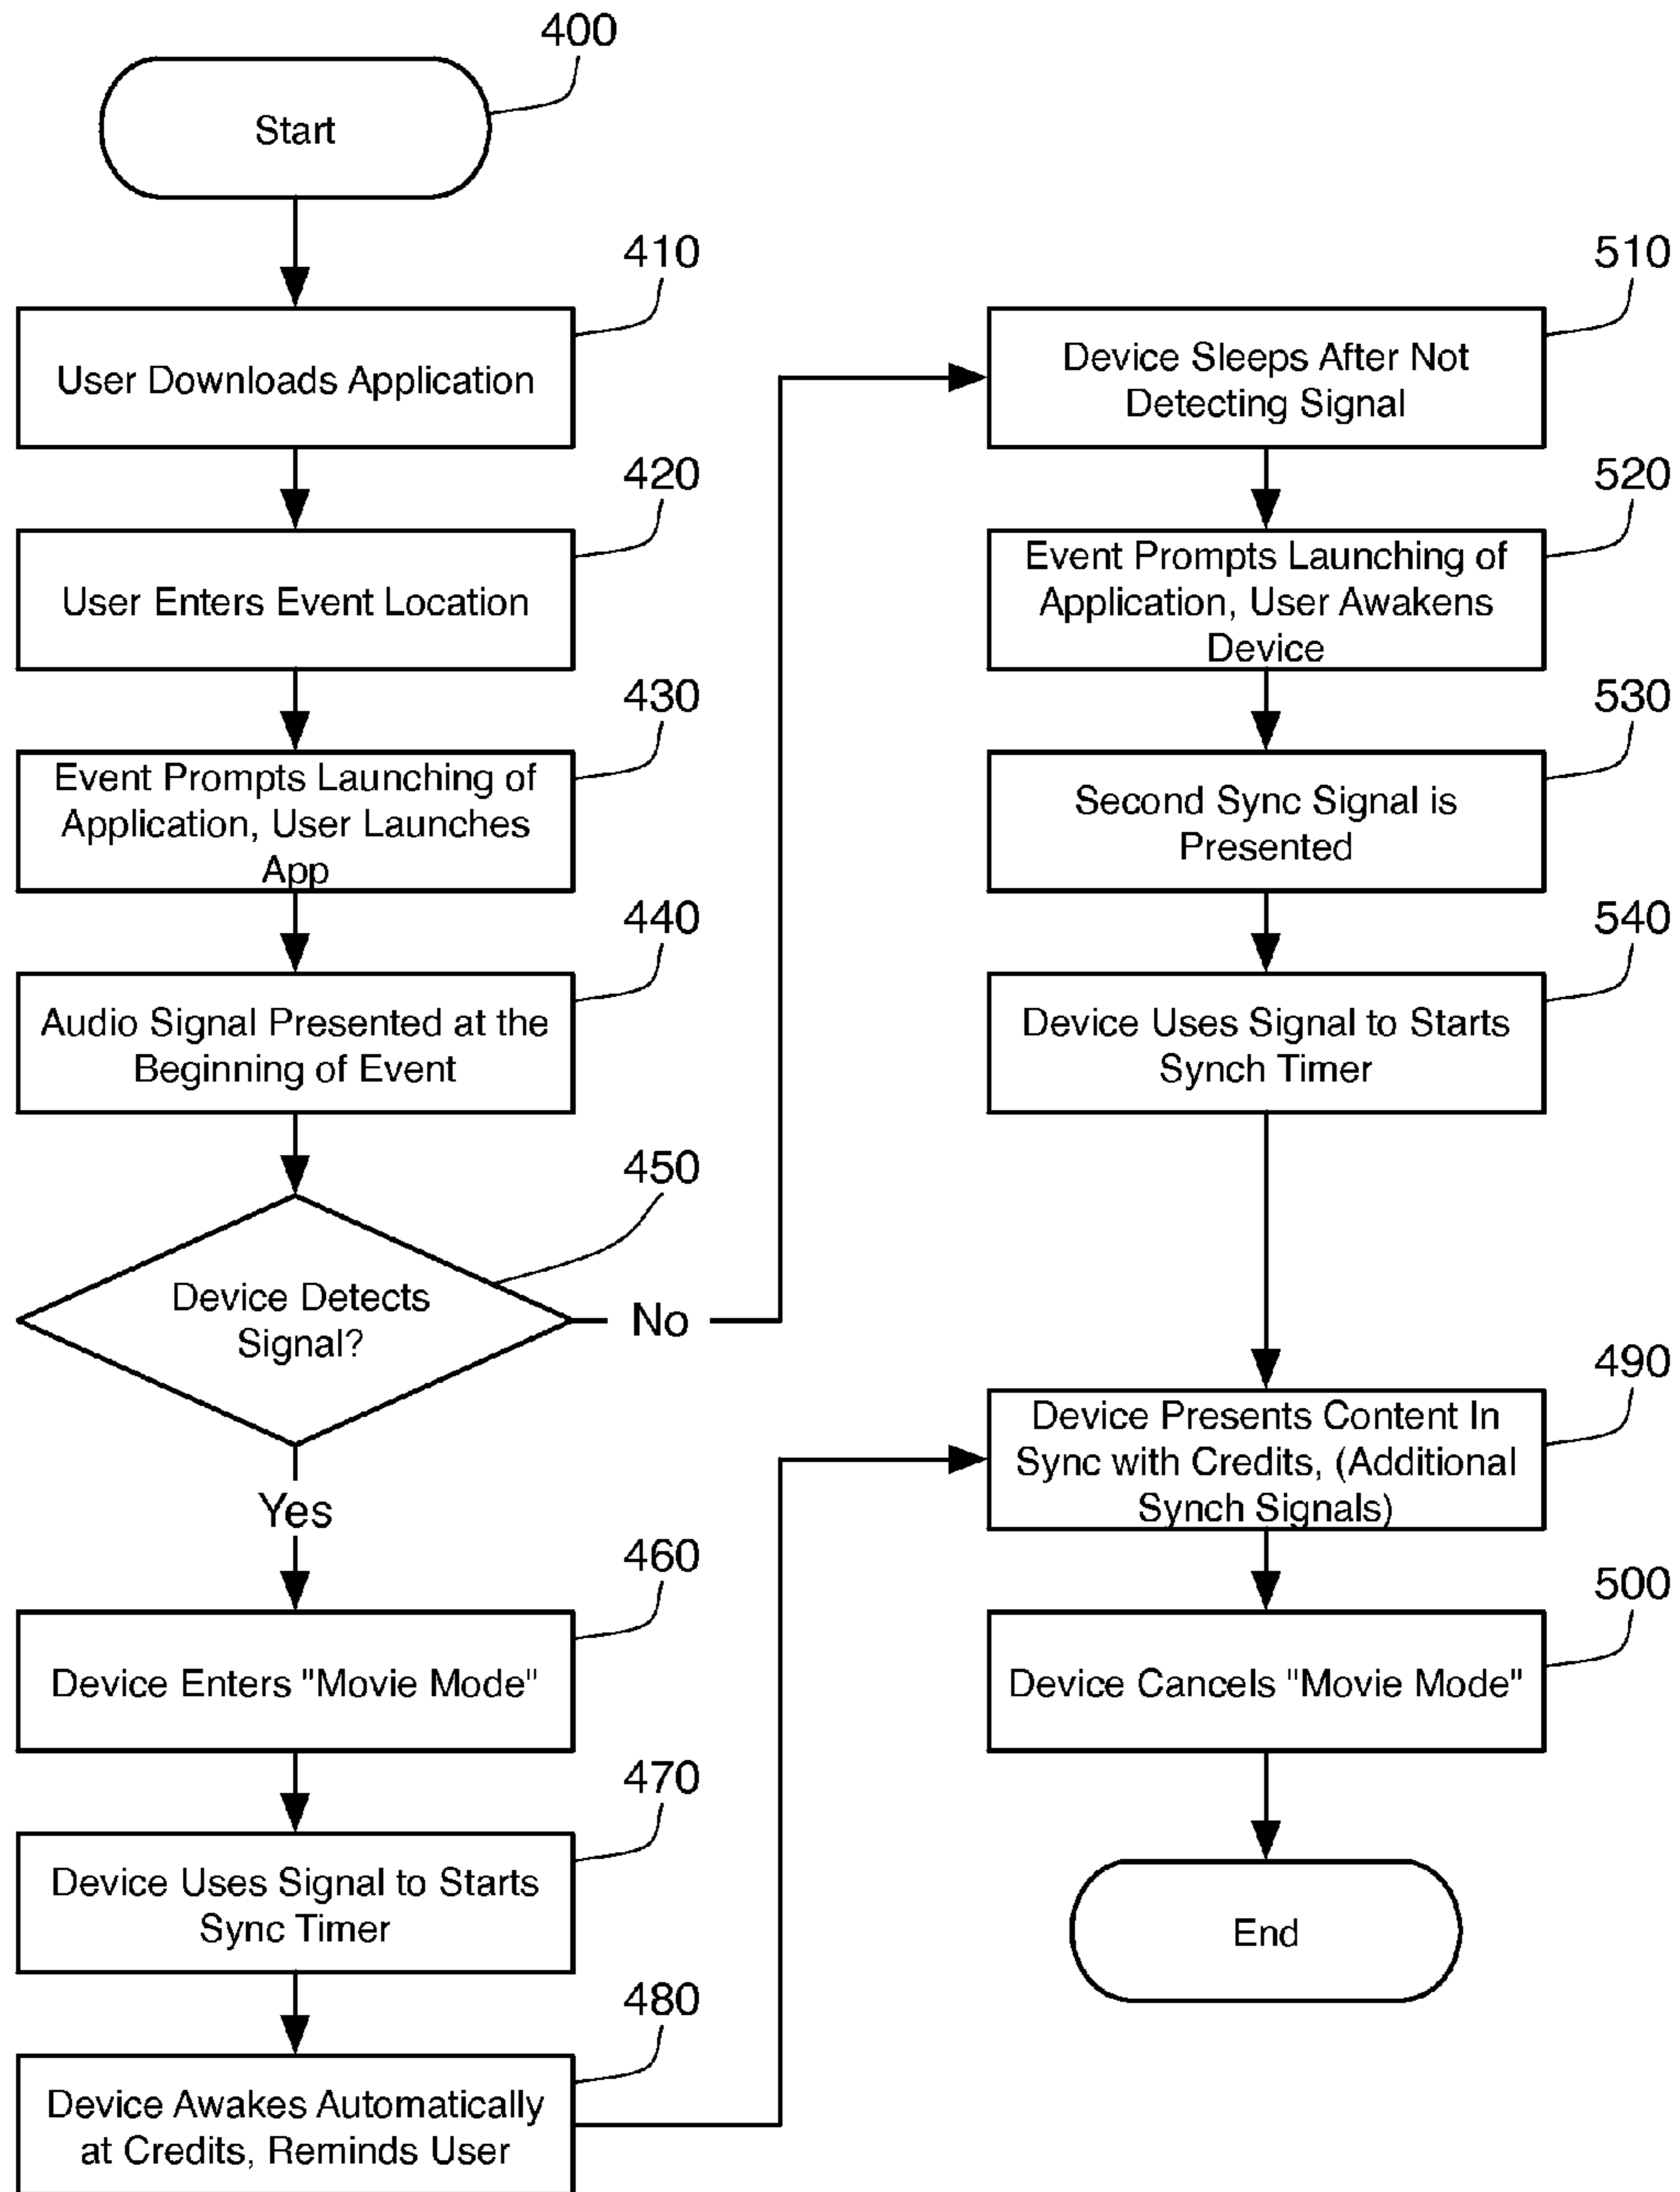 400
Start
410
User Downloads Application
420
User Enters Event Location
430
Event Prompts Launching of
Application, User Launches
App
440
Audio Signal Presented at the
Beginning of Event
450
Device Detects
Signal?
No
Yes
460
Device Enters "Movie Mode"
470
Device Uses Signal to Starts
Sync Timer
480
Device Awakes Automatically
at Credits, Reminds User
510
Device Sleeps After Not
Detecting Signal
520
Event Prompts Launching of
Application, User Awakens
Device
530
Second Sync Signal is
Presented
540
Device Uses Signal to Starts
Synch Timer
490
Device Presents Content In
Sync with Credits, (Additional
Synch Signals)
500
Device Cancels "Movie Mode"
End